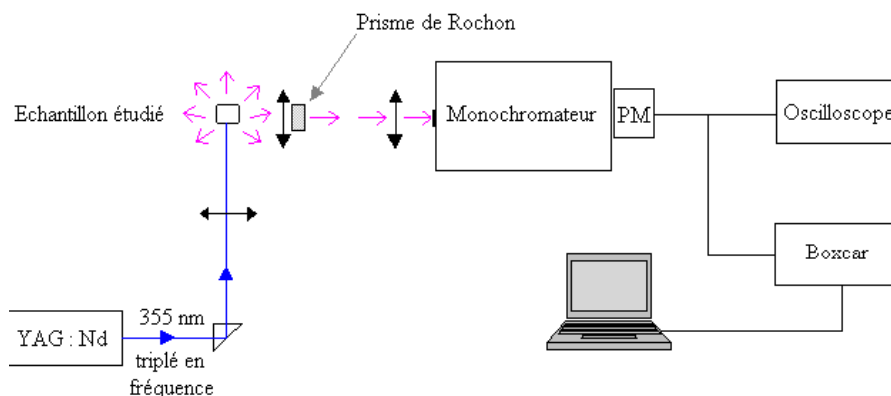 Prisme de Rochon
Echantillon étudié
Monochromateur
PM
Oscilloscope
Boxcar
355 nm
YAG : Nd
triplé en
fréquence